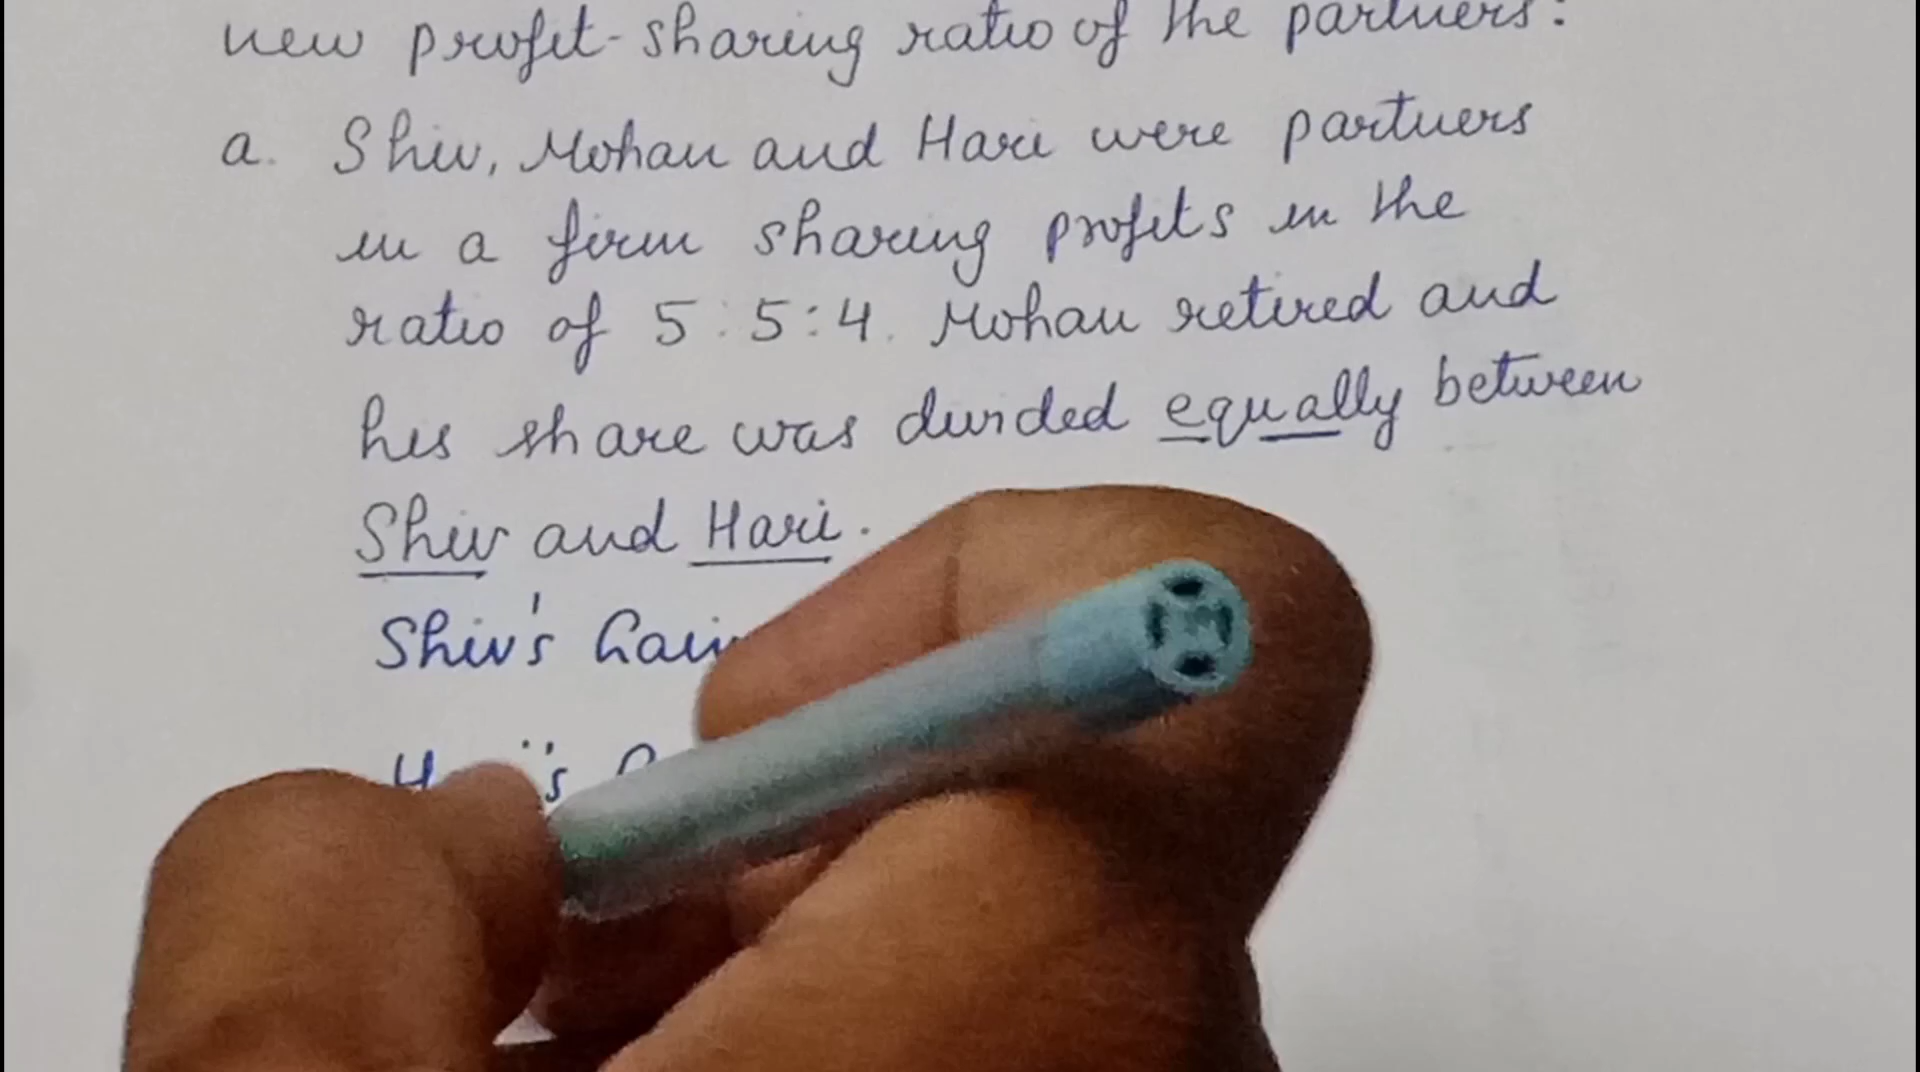 new profit-sharing ratio of the partners:
a. Shiv, Mohan and Hari were partners
in a firm sharing profits in the
ratio of 5:5:4. Mohan retired and
his share was divided equally between
Shiv and Hari.
Shiv's Gain